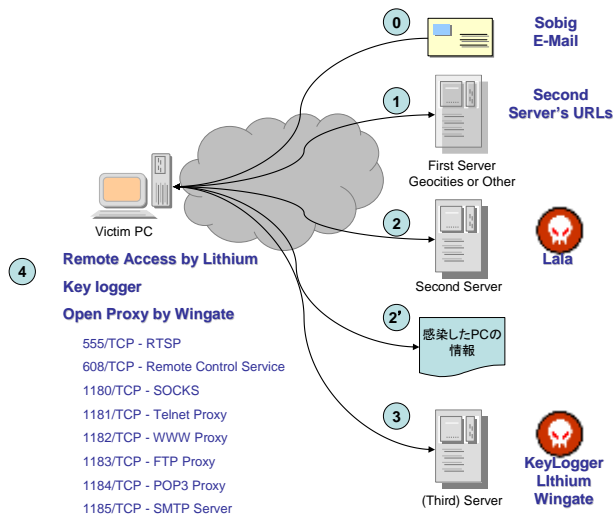 0
Sobig
E-Mail
1
Second
Server's URLs
First Server
Geocities or Other
Victim PC
2
Lala
Second Server
4
Remote Access by Lithium
Key logger
Open Proxy by Wingate
555/TCP - RTSP
608/TCP - Remote Control Service
1180/TCP - SOCKS
1181/TCP - Telnet Proxy
1182/TCP - WWW Proxy
1183/TCP - FTP Proxy
1184/TCP - POP3 Proxy
1185/TCP - SMTP Server
2'
感染したPCの
情報
3
(Third) Server
KeyLogger
LIthium
Wingate